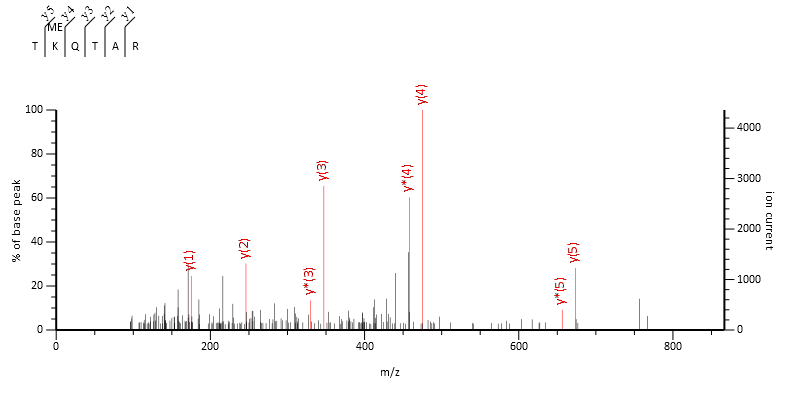 y5 y4 y3 y2 y1
ME
T K Q T A R
y(4)
y(3)
y*(4)
y(1)
y(2)
y*(3)
y(5)
y*(5)
100
80
60
40
20
0
% of base peak
4000
3000
2000
1000
0
ion current
0 200 400 600 800
m/z